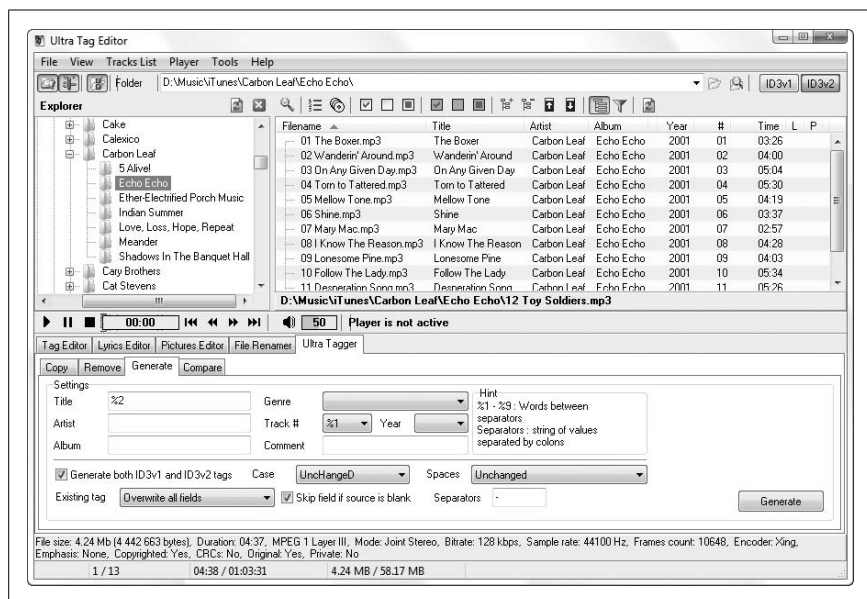 Ultra Tag Editor
File View Tracks List Player Tools Help
Folder D:\Music\iTunes\Carbon Leaf\Echo Echo\ ID3v1 ID3v2
Explorer
Cake
Calexico
Carbon Leaf
5 Alive!
Echo Echo
Ether-Electrified Porch Music
Indian Summer
Love, Loss, Hope, Repeat
Meander
Shadows In The Banquet Hall
Cary Brothers
Cat Stevens
Filename Title Artist Album Year # Time L P
01 The Boxer.mp3 The Boxer Carbon Leaf Echo Echo 2001 01 03:26
02 Wanderin' Around.mp3 Wanderin' Around Carbon Leaf Echo Echo 2001 02 04:00
03 On Any Given Day.mp3 On Any Given Day Carbon Leaf Echo Echo 2001 03 05:04
04 Torn to Tattered.mp3 Torn to Tattered Carbon Leaf Echo Echo 2001 04 05:30
05 Mellow Tone.mp3 Mellow Tone Carbon Leaf Echo Echo 2001 05 04:19
06 Shine.mp3 Shine Carbon Leaf Echo Echo 2001 06 03:37
07 Mary Mac.mp3 Mary Mac Carbon Leaf Echo Echo 2001 07 02:57
08 I Know The Reason.mp3 I Know The Reason Carbon Leaf Echo Echo 2001 08 04:28
09 Lonesome Pine.mp3 Lonesome Pine Carbon Leaf Echo Echo 2001 09 04:03
10 Follow The Lady.mp3 Follow The Lady Carbon Leaf Echo Echo 2001 10 05:34
11 Desperation Song.mp3 Desperation Song Carbon Leaf Echo Echo 2001 11 05:26
D:\Music\iTunes\Carbon Leaf\Echo Echo\12 Toy Soldiers.mp3
00:00 50 Player is not active
Tag Editor Lyrics Editor Pictures Editor File Renamer Ultra Tagger
Copy Remove Generate Compare
Settings
Title %2 Genre
Artist Track # %1 Year
Album Comment
Hint
%1 - %9 : Words between
separators
Separators : string of values
separated by colons
Generate both ID3v1 and ID3v2 tags Case UncHangeD Spaces Unchanged
Existing tag Overwrite all fields Skip field if source is blank Separators - Generate
File size: 4.24 Mb (4 442 663 bytes), Duration: 04:37, MPEG 1 Layer III, Mode: Joint Stereo, Bitrate: 128 kbps, Sample rate: 44100 Hz, Frames count: 10648, Encoder: Xing,
Emphasis: None, Copyrighted: Yes, CRCs: No, Original: Yes, Private: No
1 / 13 04:38 / 01:03:31 4.24 MB / 58.17 MB